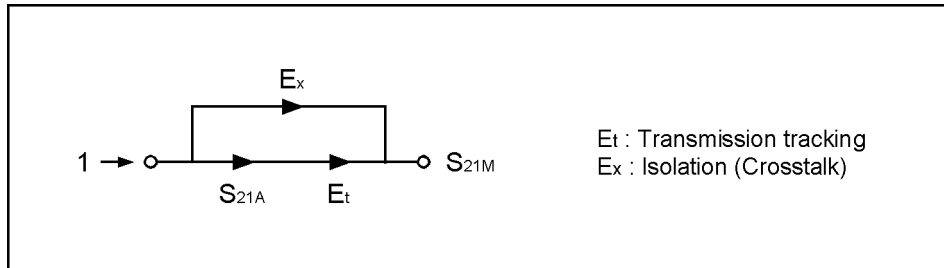 Ex
1
S21M
S21A
Et
Et : Transmission tracking
Ex : Isolation (Crosstalk)